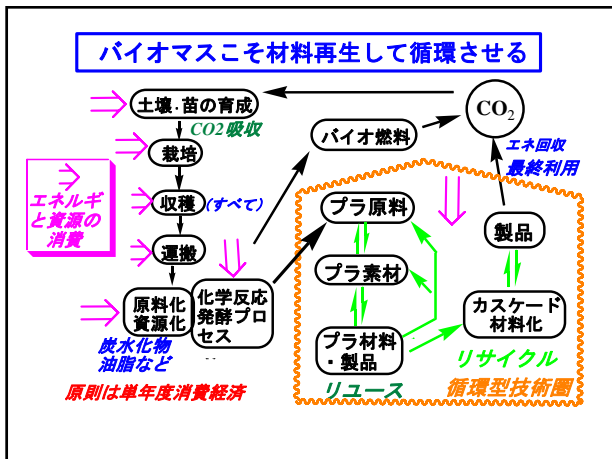 バイオマスこそ材料再生して循環させる
土壌.苗の育成
CO2吸収
栽培
収穫
(すべて)
運搬
原料化
資源化
化学反応
発酵プロ
セス
炭水化物
油脂など
原則は単年度消費経済
エネルギ
と資源の
消費
バイオ燃料
CO2
エネ回収
最終利用
プラ原料
プラ素材
プラ材料
・製品
リユース
製品
カスケード
材料化
リサイクル
循環型技術圏